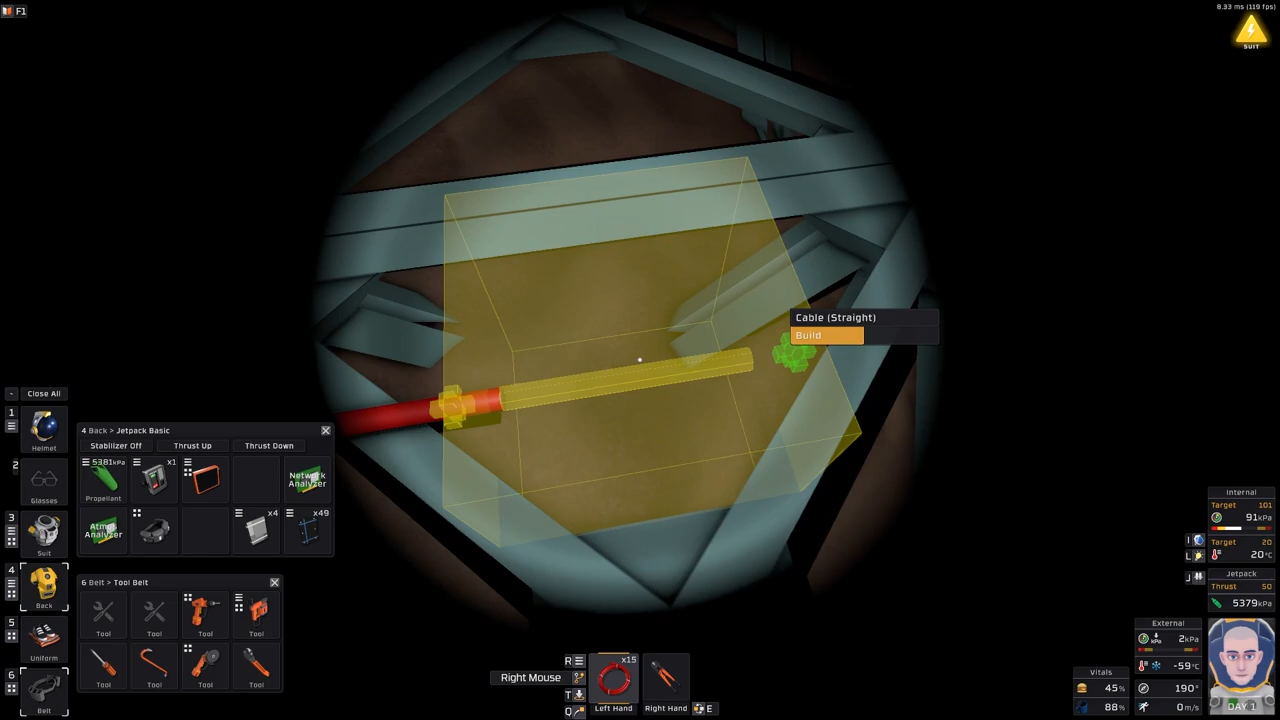 F1
8.33 ms (119 fps)
SUIT
Cable (Straight)
Build
- Close All
1
Helmet
2
Glasses
3
Suit
4
Back
5
Uniform
6
Belt
4 Back > Jetpack Basic
Stabilizer Off Thrust Up Thrust Down
5381kPa x1
Propellant
Network
Analyzer
Atmos
Analyzer
x4 x49
6 Belt > Tool Belt
Tool Tool Tool Tool
Tool Tool Tool Tool
R x15
Right Mouse
T
Q Left Hand Right Hand E
Internal
Target 101
91kPa
I
Target 20
L 20°C
Jetpack
J
Thrust 50
5379kPa
External
kPa 2kPa
-59°C
Vitals
45% 190°
88% 0m/s
DAY 1